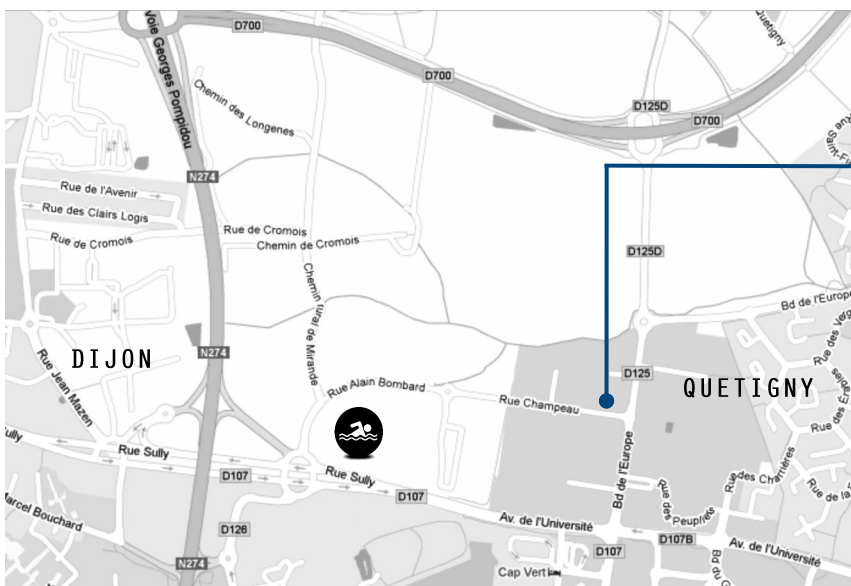 Voie Georges Pompidou
D700
Quetigny
D700
D125D
D700
Chemin des Longenes
N274
Rue de l'Avenir
Rue des Clairs Logis
Rue de Cromois
Rue de Cromois
Chemin de Cromois
D125D
Chemin rural de Mirande
Bd de l'Europe
DIJON
N274
Rue Jean Mazen
Rue Alain Bombard
Rue Champeau
D125
QUETIGNY
Sully
Rue Sully
D107
Rue Sully
D107
Bd de l'Europe
Rue des Charrières
Rue des Peupliers
Marcel Bouchard
D126
Av. de l'Université
D107
D107B
Av. de l'Université
N274
Cap Vert